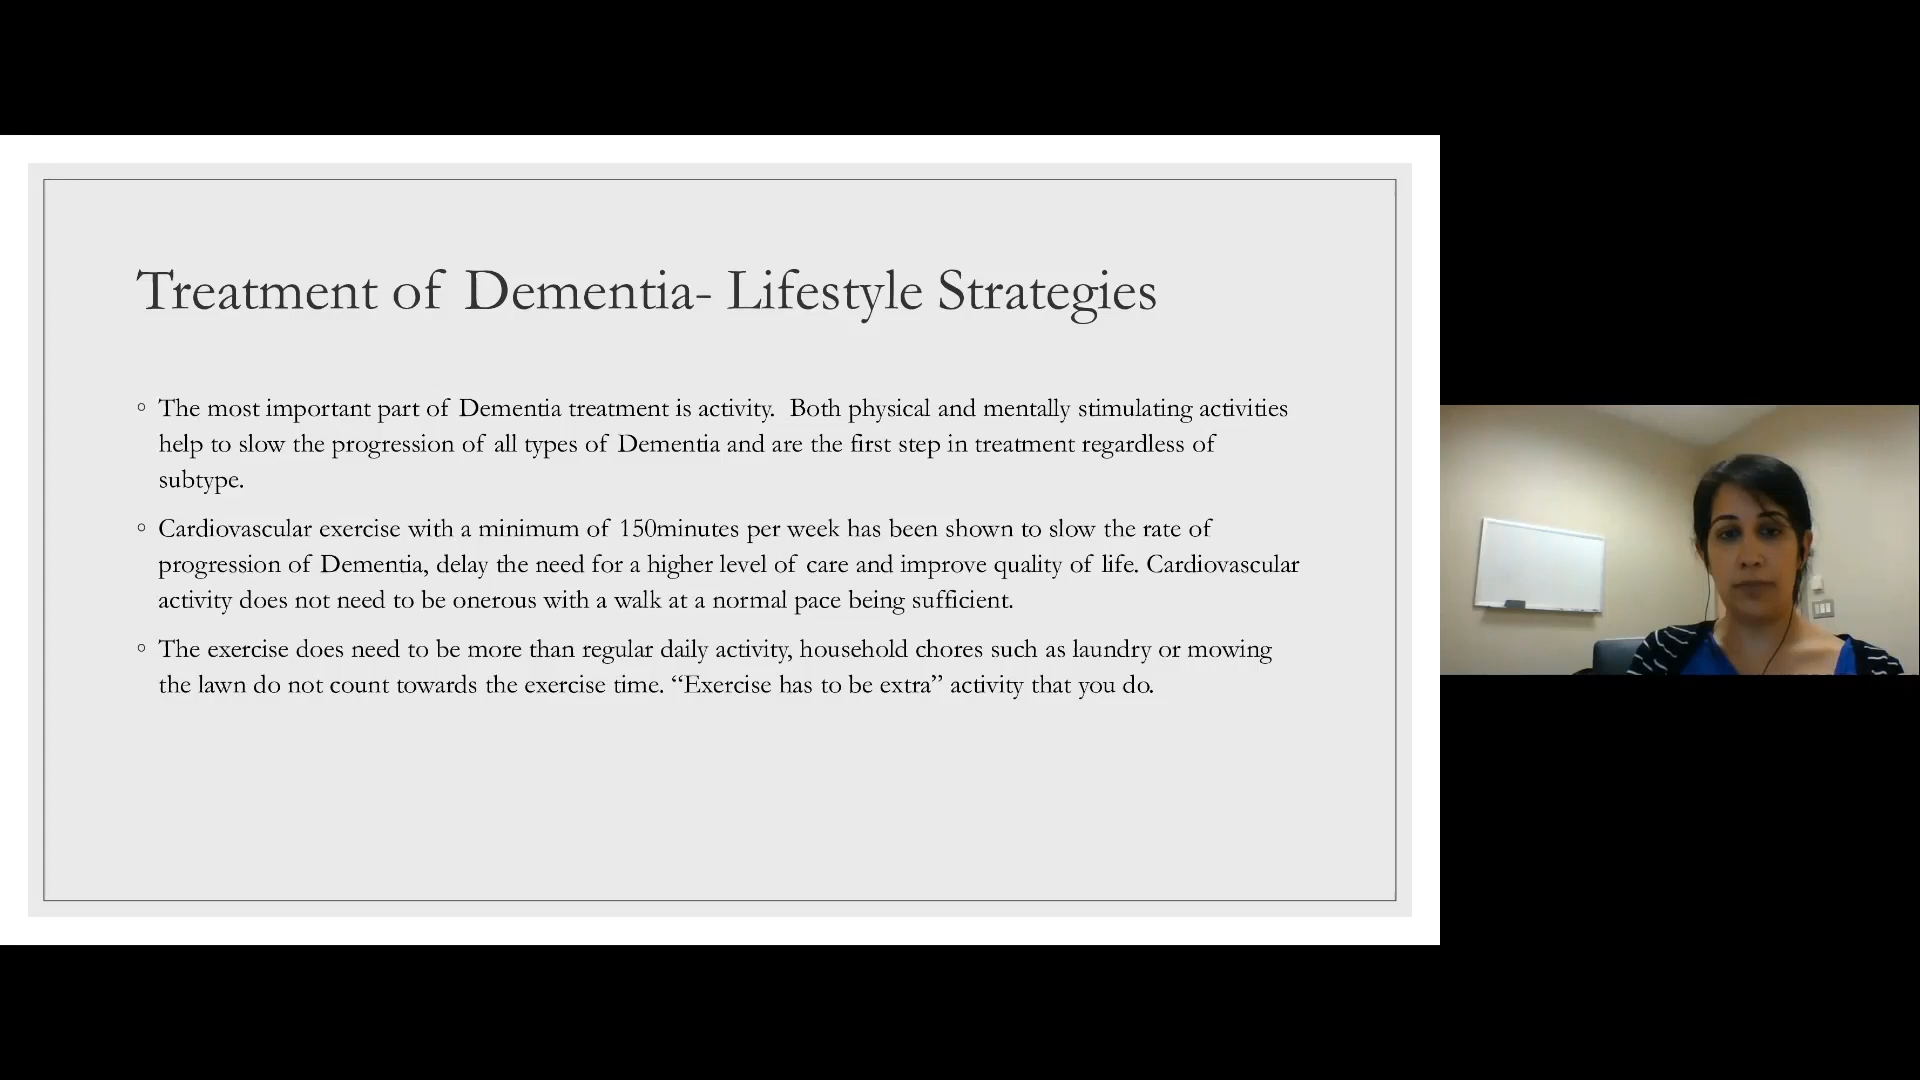 Treatment of Dementia- Lifestyle Strategies
◦ The most important part of Dementia treatment is activity.  Both physical and mentally stimulating activities
help to slow the progression of all types of Dementia and are the first step in treatment regardless of
subtype.
◦ Cardiovascular exercise with a minimum of 150minutes per week has been shown to slow the rate of
progression of Dementia, delay the need for a higher level of care and improve quality of life. Cardiovascular
activity does not need to be onerous with a walk at a normal pace being sufficient.
◦ The exercise does need to be more than regular daily activity, household chores such as laundry or mowing
the lawn do not count towards the exercise time. “Exercise has to be extra” activity that you do.